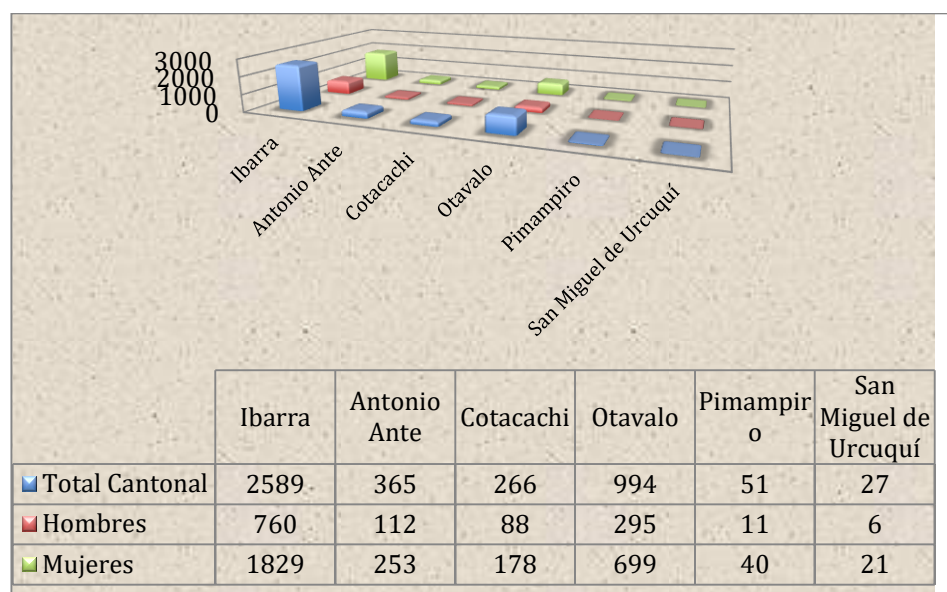 3000
2000
1000
0
Ibarra
Antonio Ante
Cotacachi
Otavalo
Pimampiro
San Miguel de Urcuquí
Ibarra Antonio Ante Cotacachi Otavalo Pimampir o San Miguel de Urcuquí
Total Cantonal 2589 365 266 994 51 27
Hombres 760 112 88 295 11 6
Mujeres 1829 253 178 699 40 21